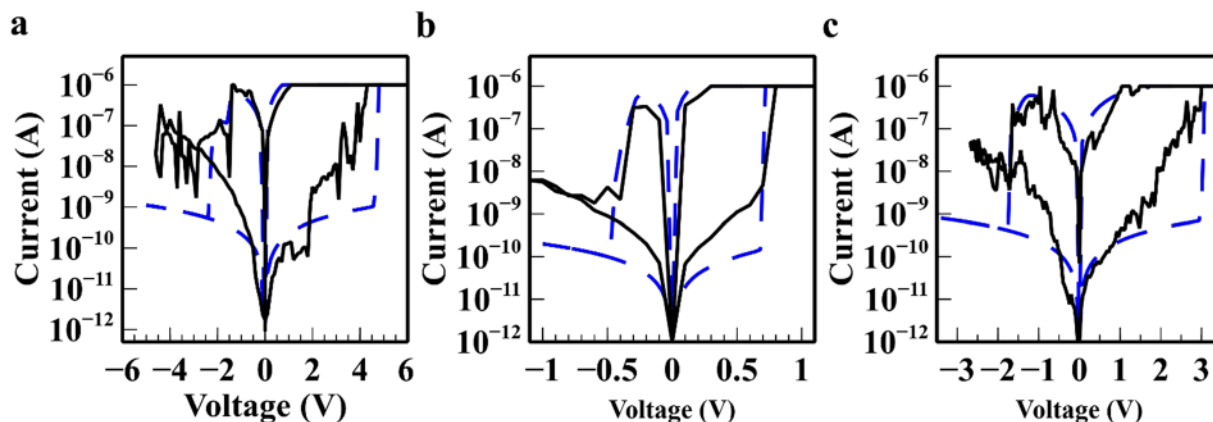 a
b
c
Current (A)
10⁻⁶
10⁻⁷
10⁻⁸
10⁻⁹
10⁻¹⁰
10⁻¹¹
10⁻¹²
−6 −4 −2 0 2 4 6
Voltage (V)
Current (A)
10⁻⁶
10⁻⁷
10⁻⁸
10⁻⁹
10⁻¹⁰
10⁻¹¹
10⁻¹²
−1 −0.5 0 0.5 1
Voltage (V)
Current (A)
10⁻⁶
10⁻⁷
10⁻⁸
10⁻⁹
10⁻¹⁰
10⁻¹¹
10⁻¹²
−3 −2 −1 0 1 2 3
Voltage (V)